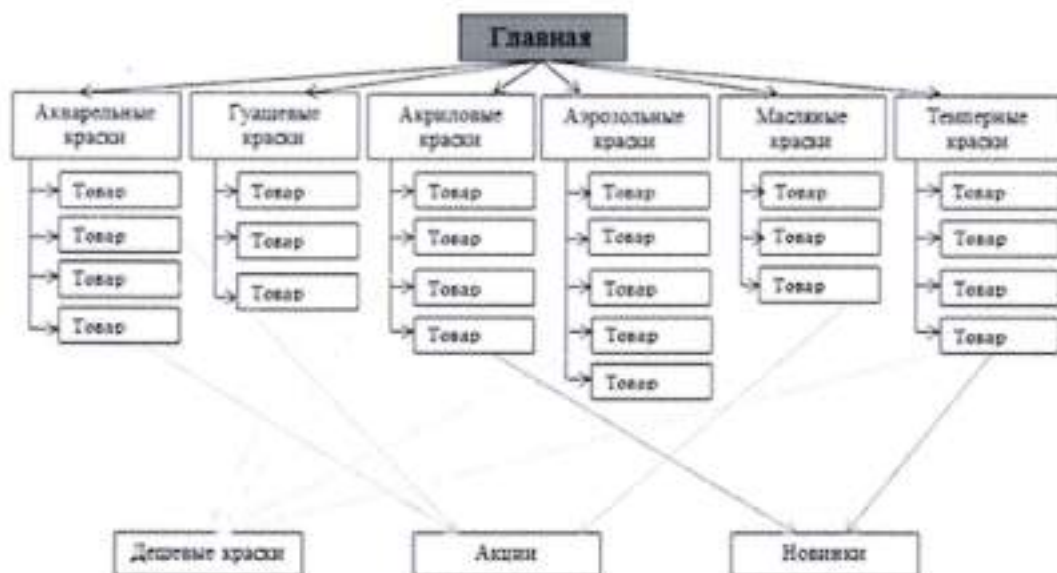 Главная
Акварельные
краски
Товар
Товар
Товар
Товар
Гуашевые
краски
Товар
Товар
Товар
Акриловые
краски
Товар
Товар
Товар
Товар
Аэрозольные
краски
Товар
Товар
Товар
Товар
Товар
Масляные
краски
Товар
Товар
Товар
Темперные
краски
Товар
Товар
Товар
Товар
Дешевые краски
Акции
Новинки